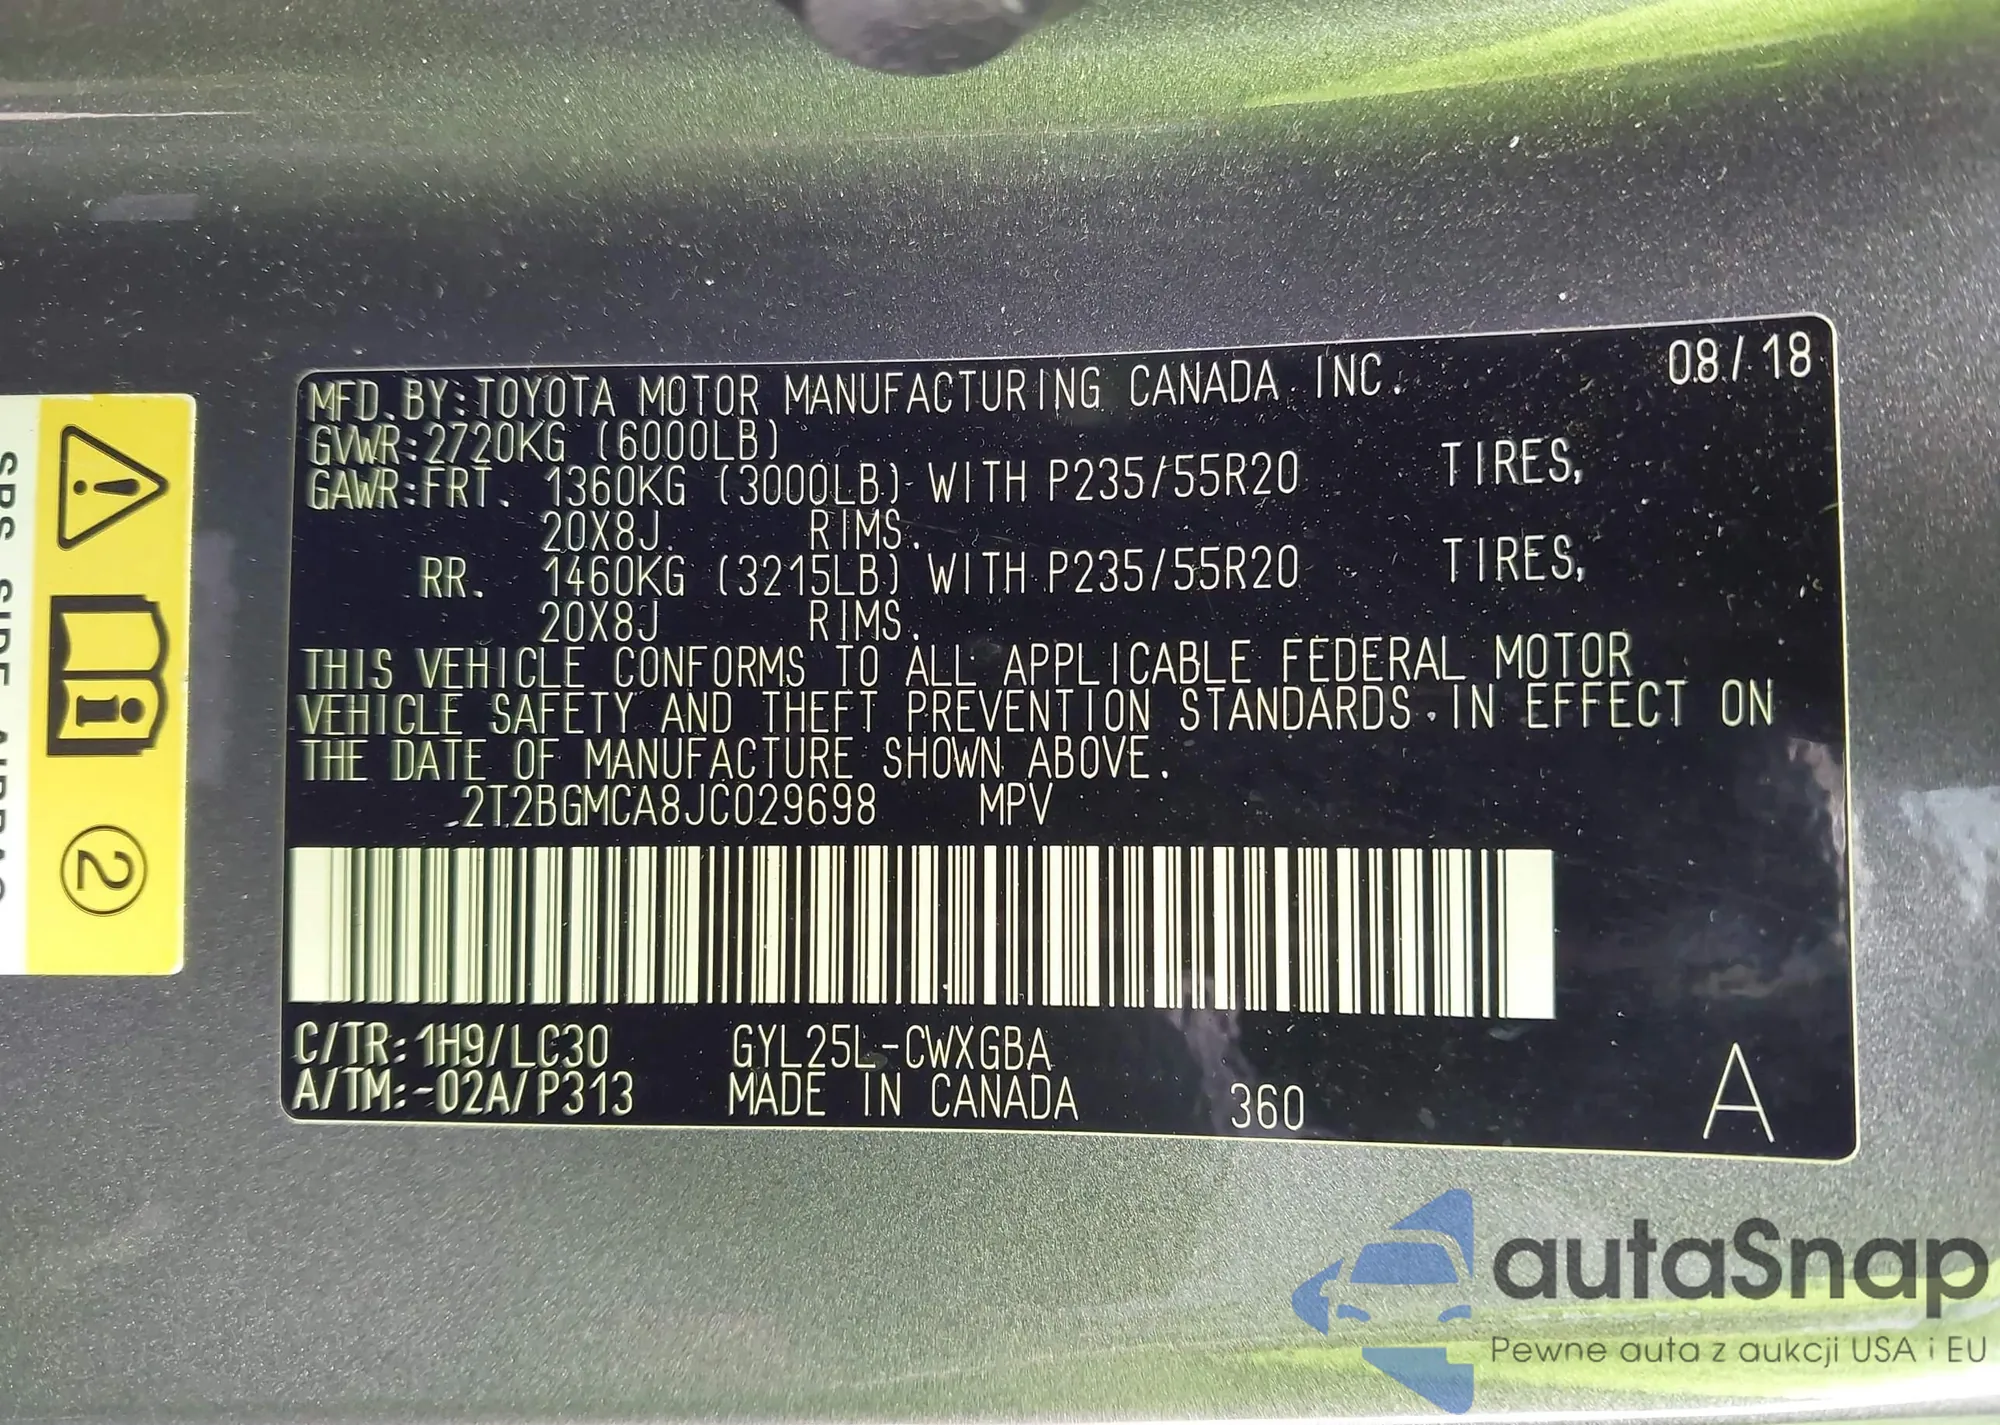 MFD. BY: TOYOTA MOTOR MANUFACTURING CANADA INC. 08/18
GVWR: 2720KG (6000LB)
GAWR: FRT. 1360KG (3000LB) WITH P235/55R20 TIRES,
20X8J RIMS.
RR. 1460KG (3215LB) WITH P235/55R20 TIRES,
20X8J RIMS.
THIS VEHICLE CONFORMS TO ALL APPLICABLE FEDERAL MOTOR
VEHICLE SAFETY AND THEFT PREVENTION STANDARDS IN EFFECT ON
THE DATE OF MANUFACTURE SHOWN ABOVE.
2T2BGMCA8JC029698 MPV
C/TR: 1H9/LC30 GYL25L-CWXGBA
A/TM: -02A/P313 MADE IN CANADA 360 A
2
autaSnap
Pewne auta z aukcji USA i EU